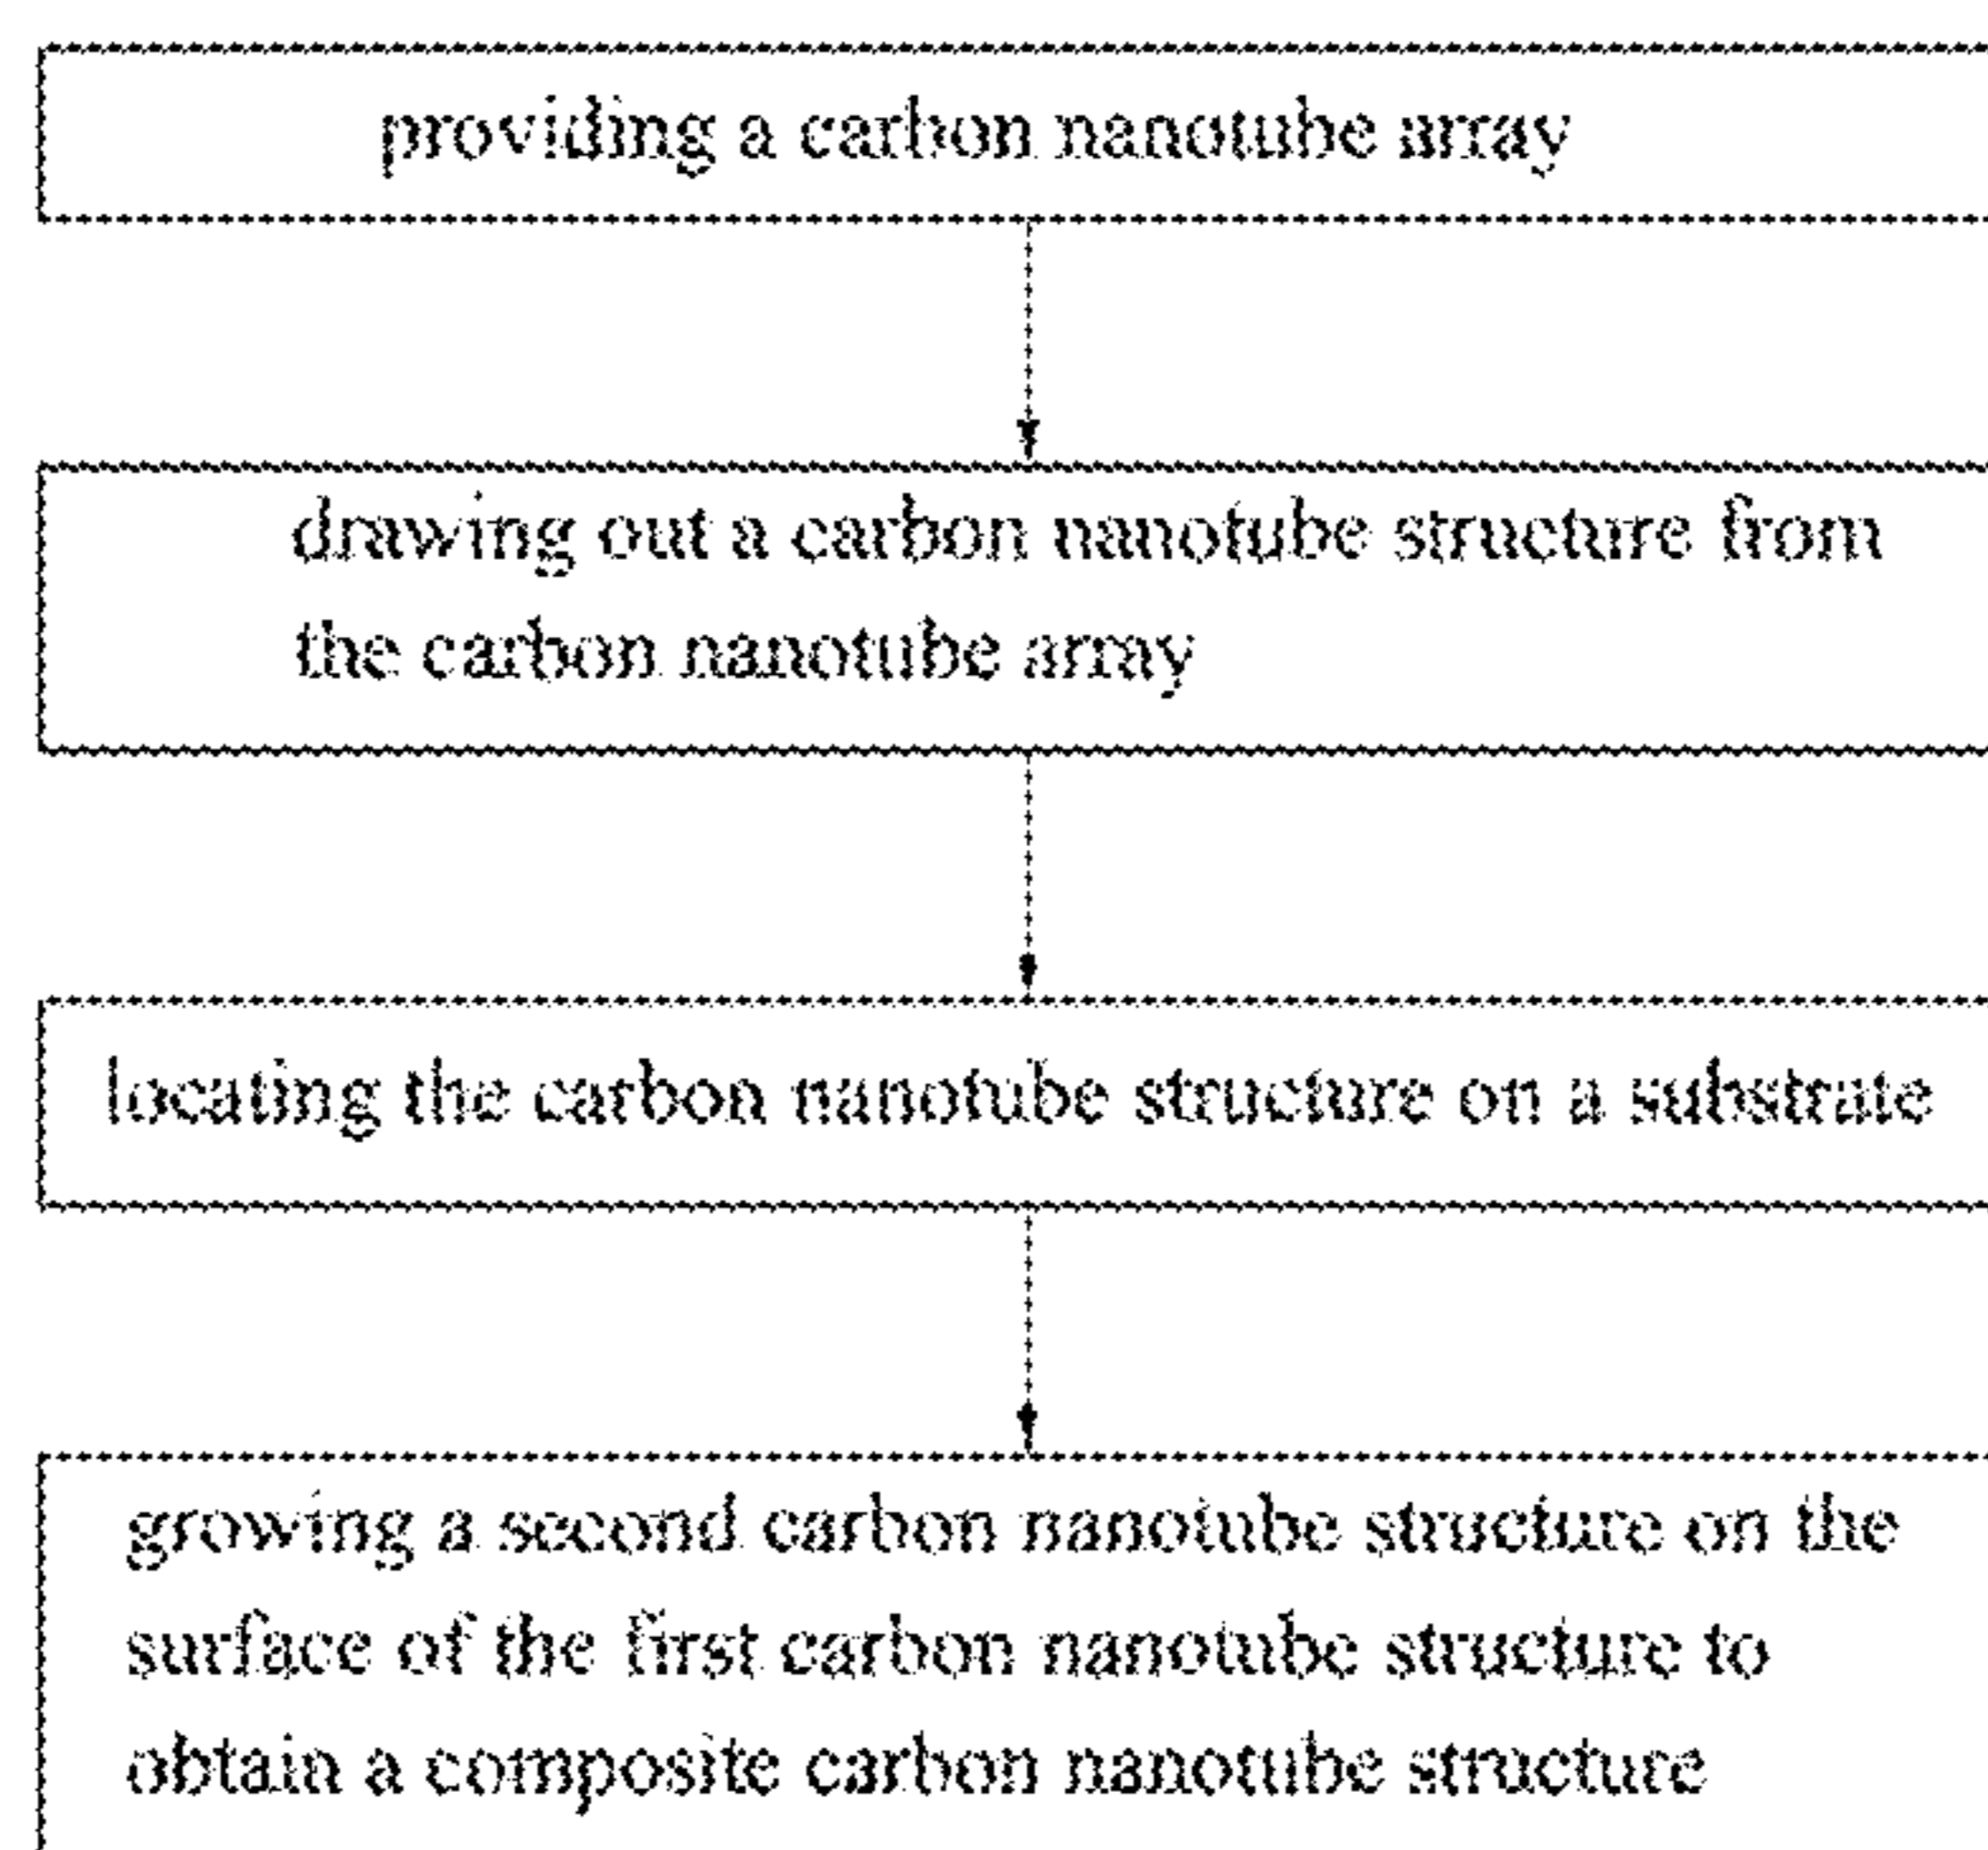 providing a carbon nanotube array
drawing out a carbon nanotube structure from
the carbon nanotube array
locating the carbon nanotube structure on a substrate
growing a second carbon nanotube structure on the
surface of the first carbon nanotube structure to
obtain a composite carbon nanotube structure